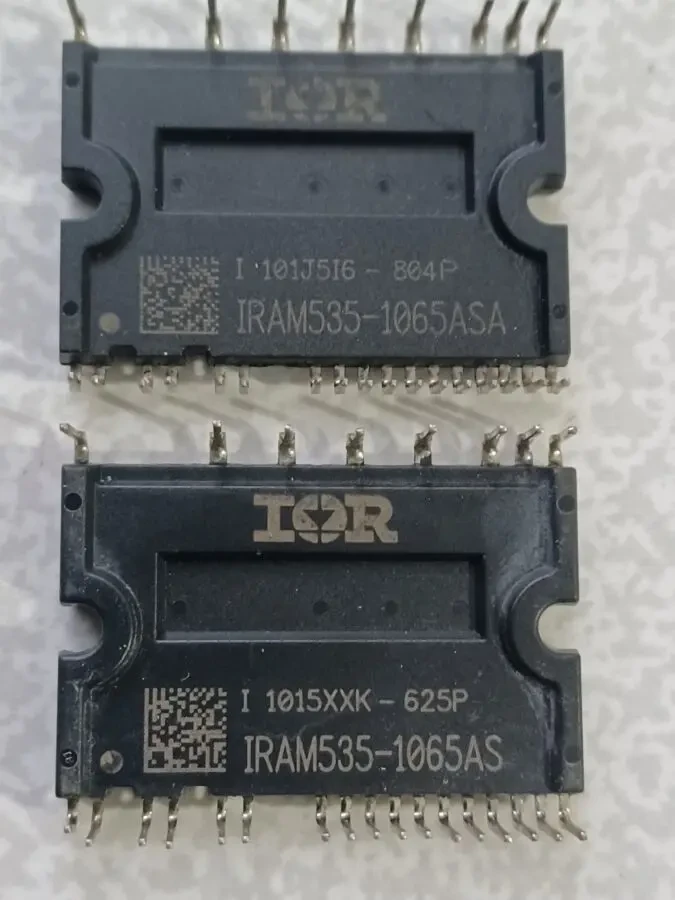 IOR
I 101J5I6 - 804P
IRAM535-1065ASA
IOR
I 1015XXK - 625P
IRAM535-1065AS